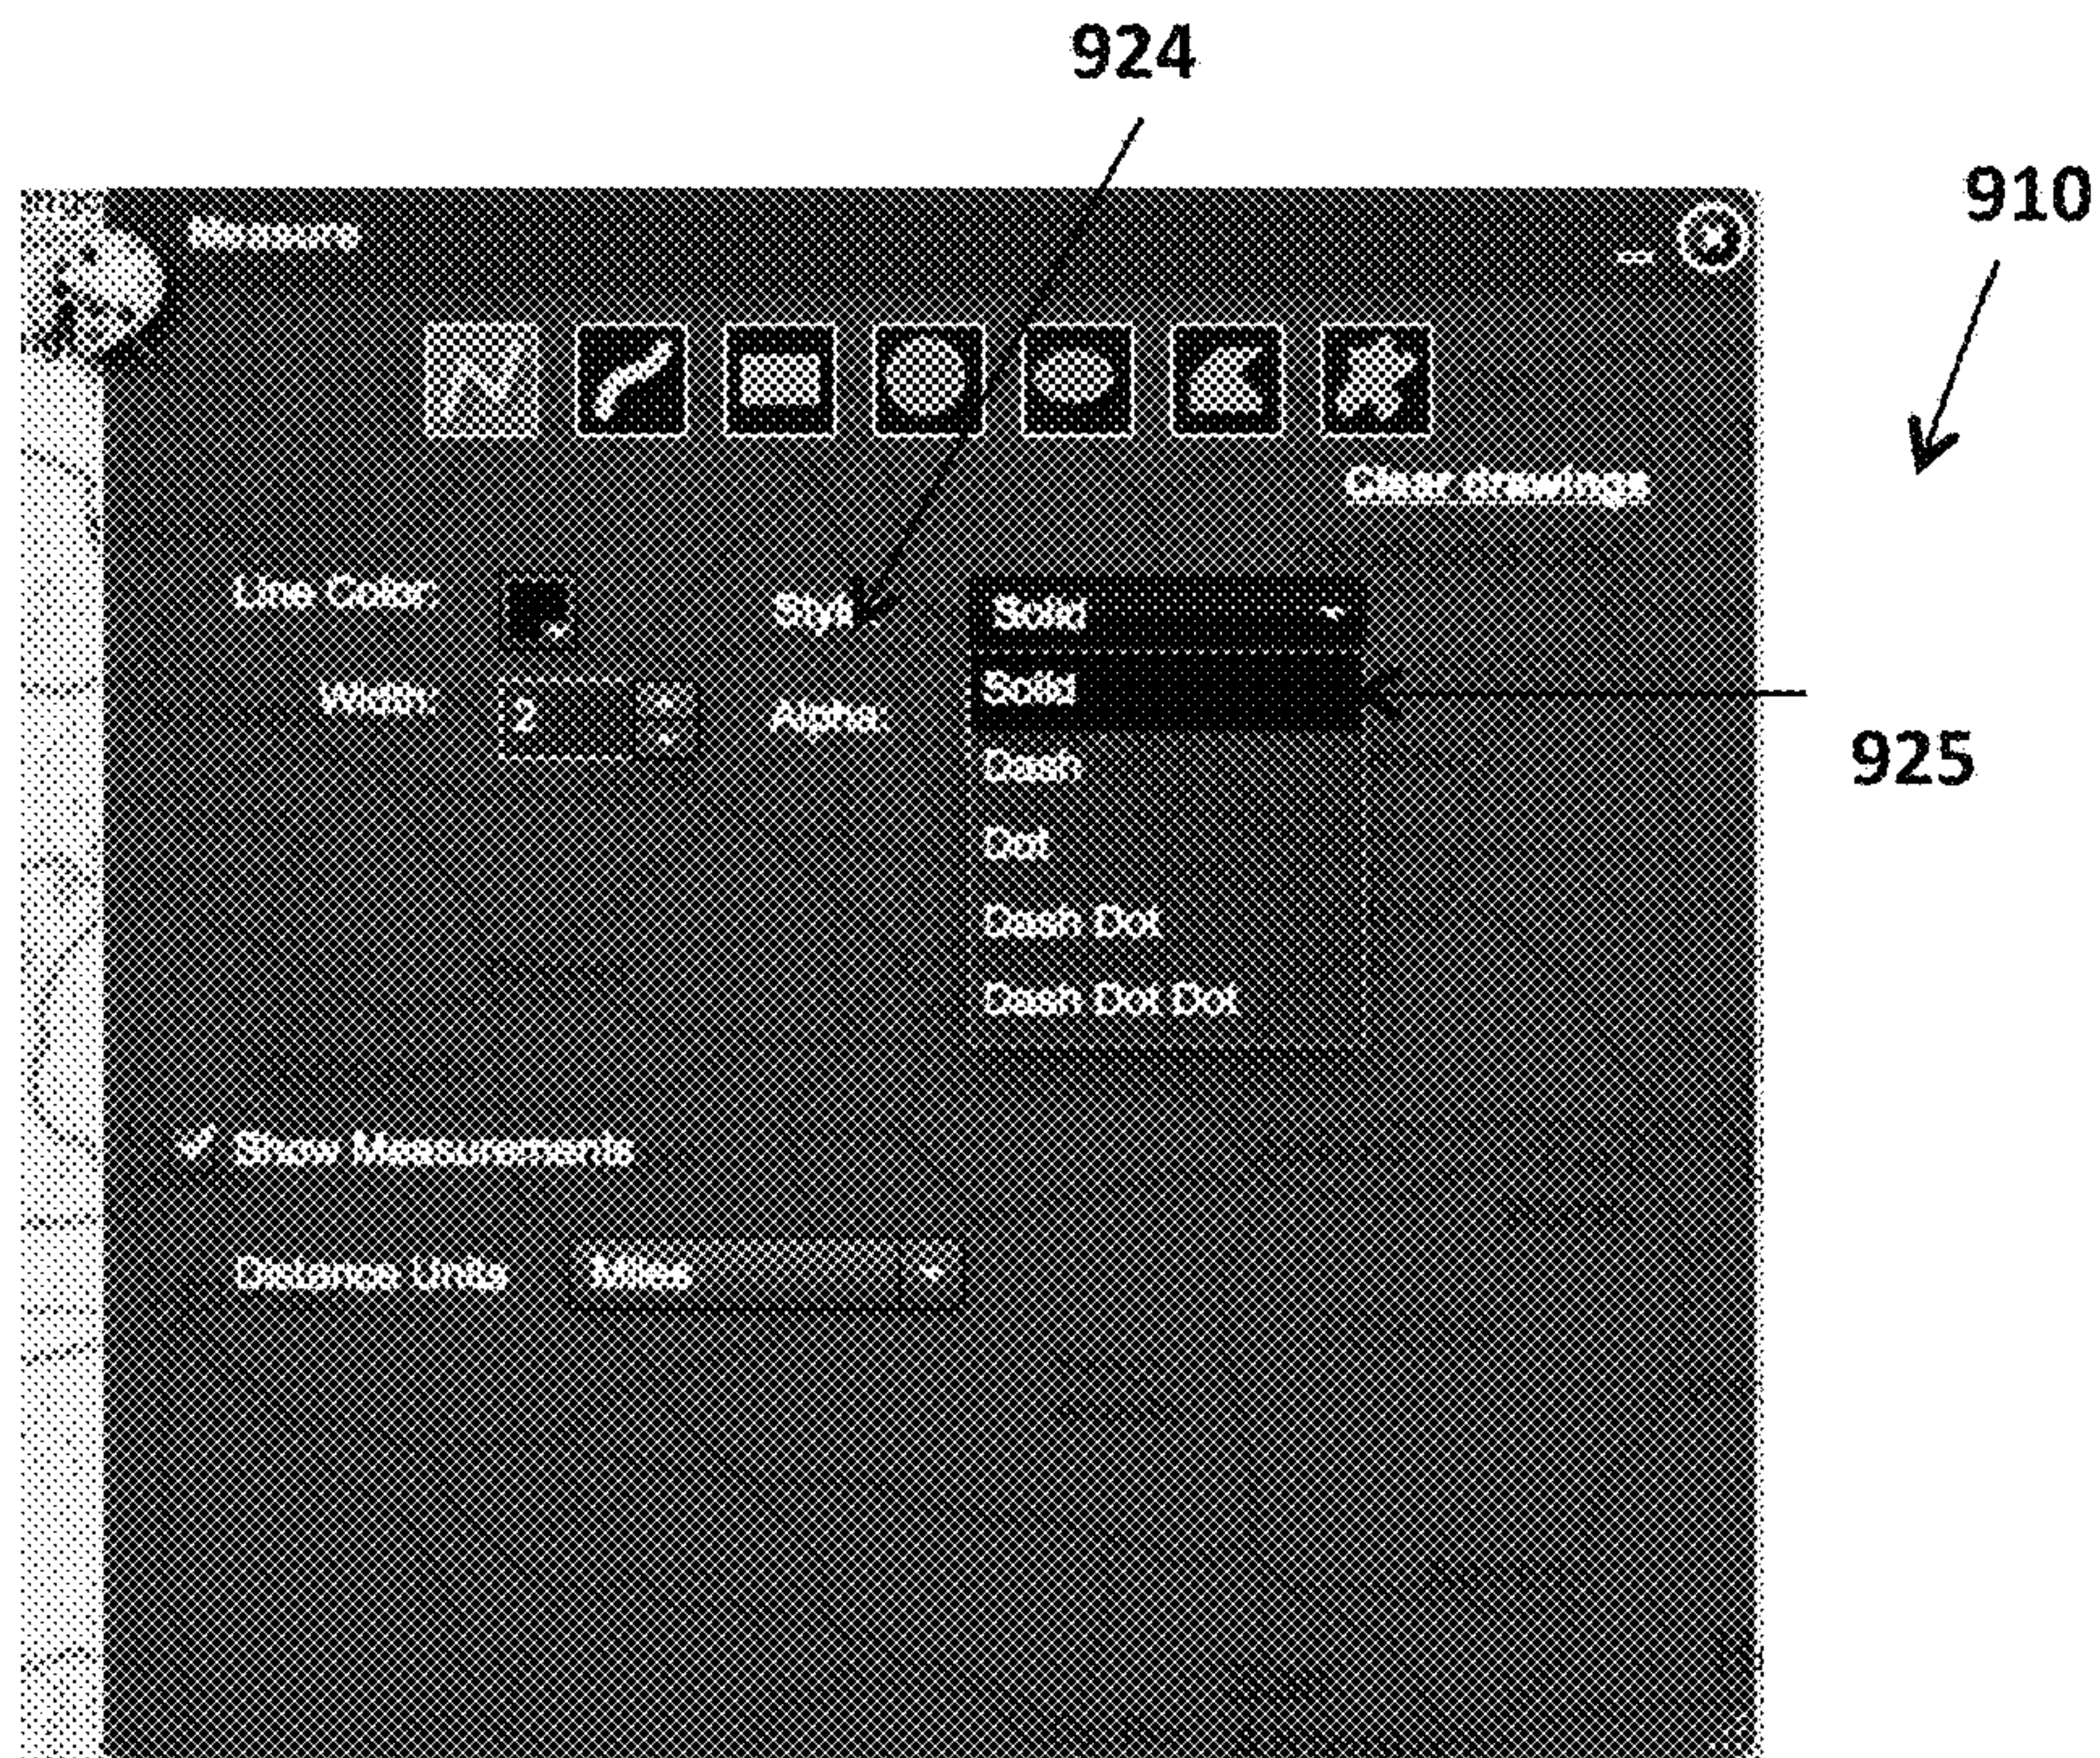 924
910
Measure
Clear drawings
Line Color:
Style:
Solid
Width:
2
Alpha:
Solid
925
Dash
Dot
Dash Dot
Dash Dot Dot
Show Measurements
Distance Units
Miles